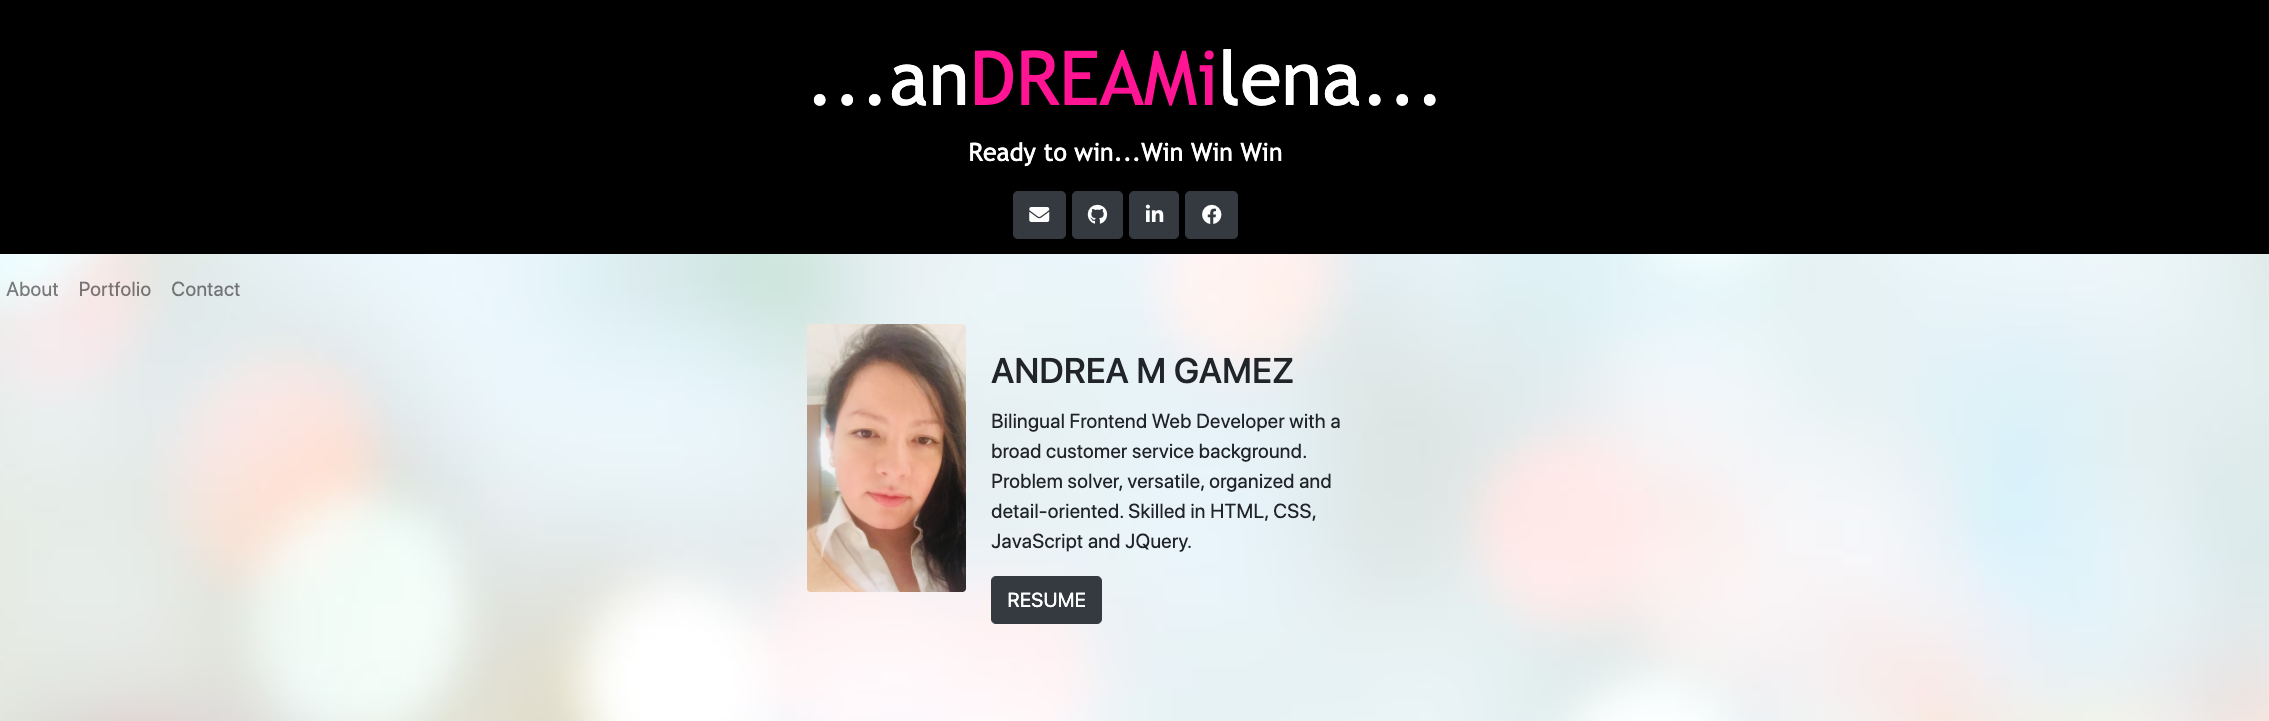 ...anDREAMilena...
Ready to win...Win Win Win
About Portfolio Contact
ANDREA M GAMEZ
Bilingual Frontend Web Developer with a
broad customer service background.
Problem solver, versatile, organized and
detail-oriented. Skilled in HTML, CSS,
JavaScript and JQuery.
RESUME